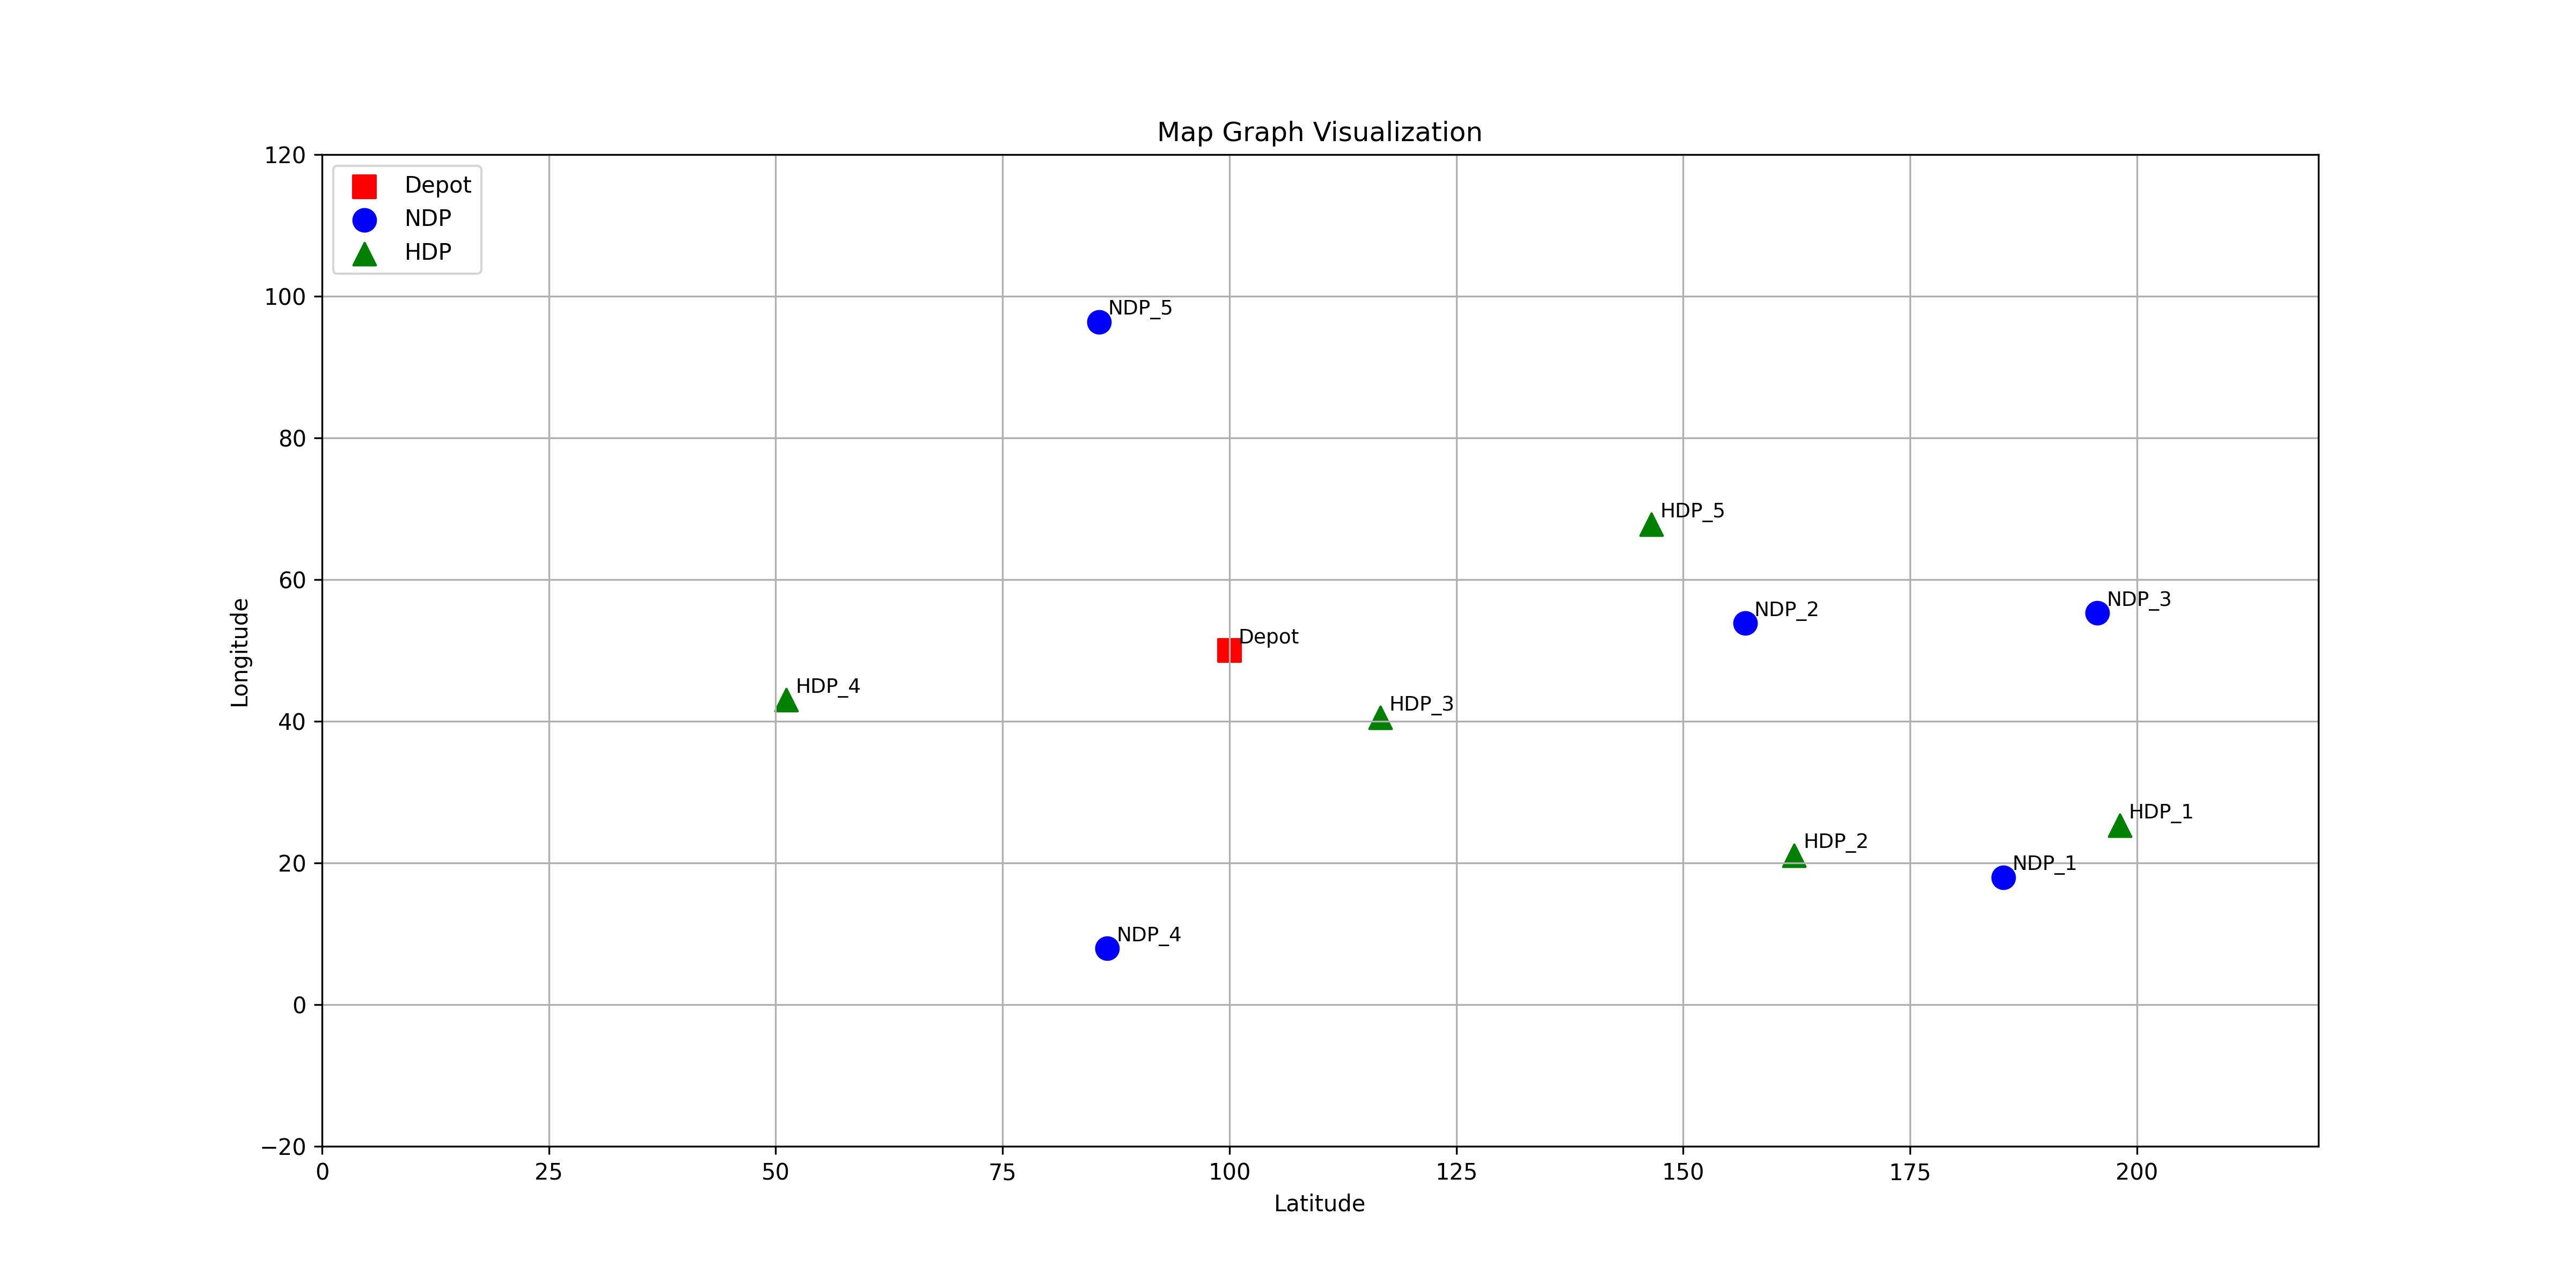 Map Graph Visualization
120
100
80
60
40
20
0
−20
Longitude
Depot
NDP
HDP
NDP_5
HDP_5
NDP_3
NDP_2
Depot
HDP_4
HDP_3
HDP_1
HDP_2
NDP_1
NDP_4
0 25 50 75 100 125 150 175 200
Latitude